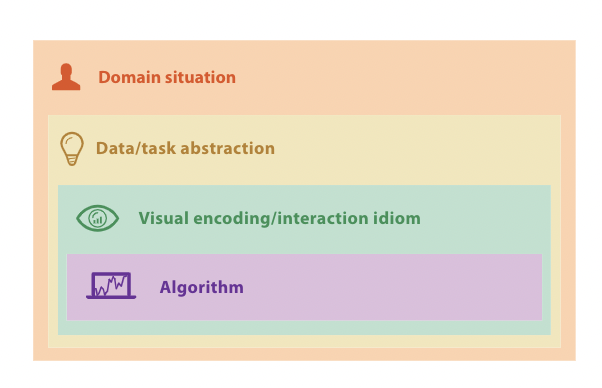 Domain situation
Data/task abstraction
Visual encoding/interaction idiom
Algorithm